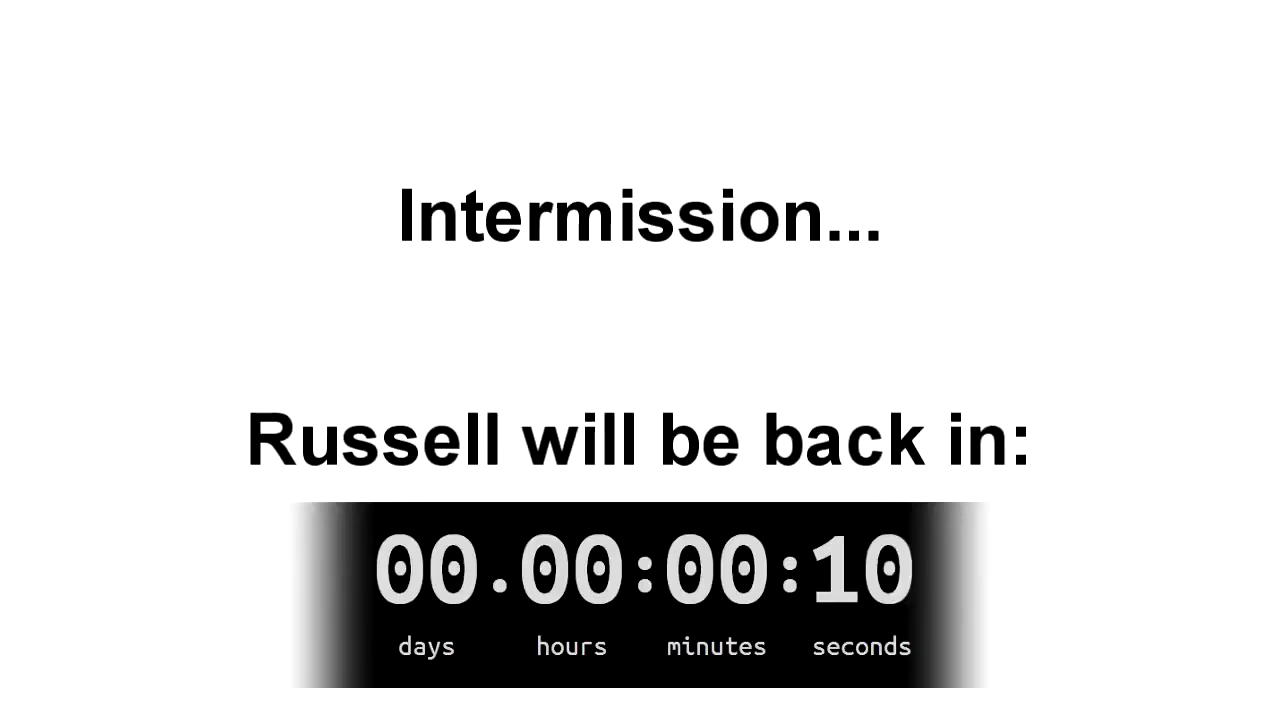 Intermission...
Russell will be back in:
00.00:00:10
days hours minutes seconds